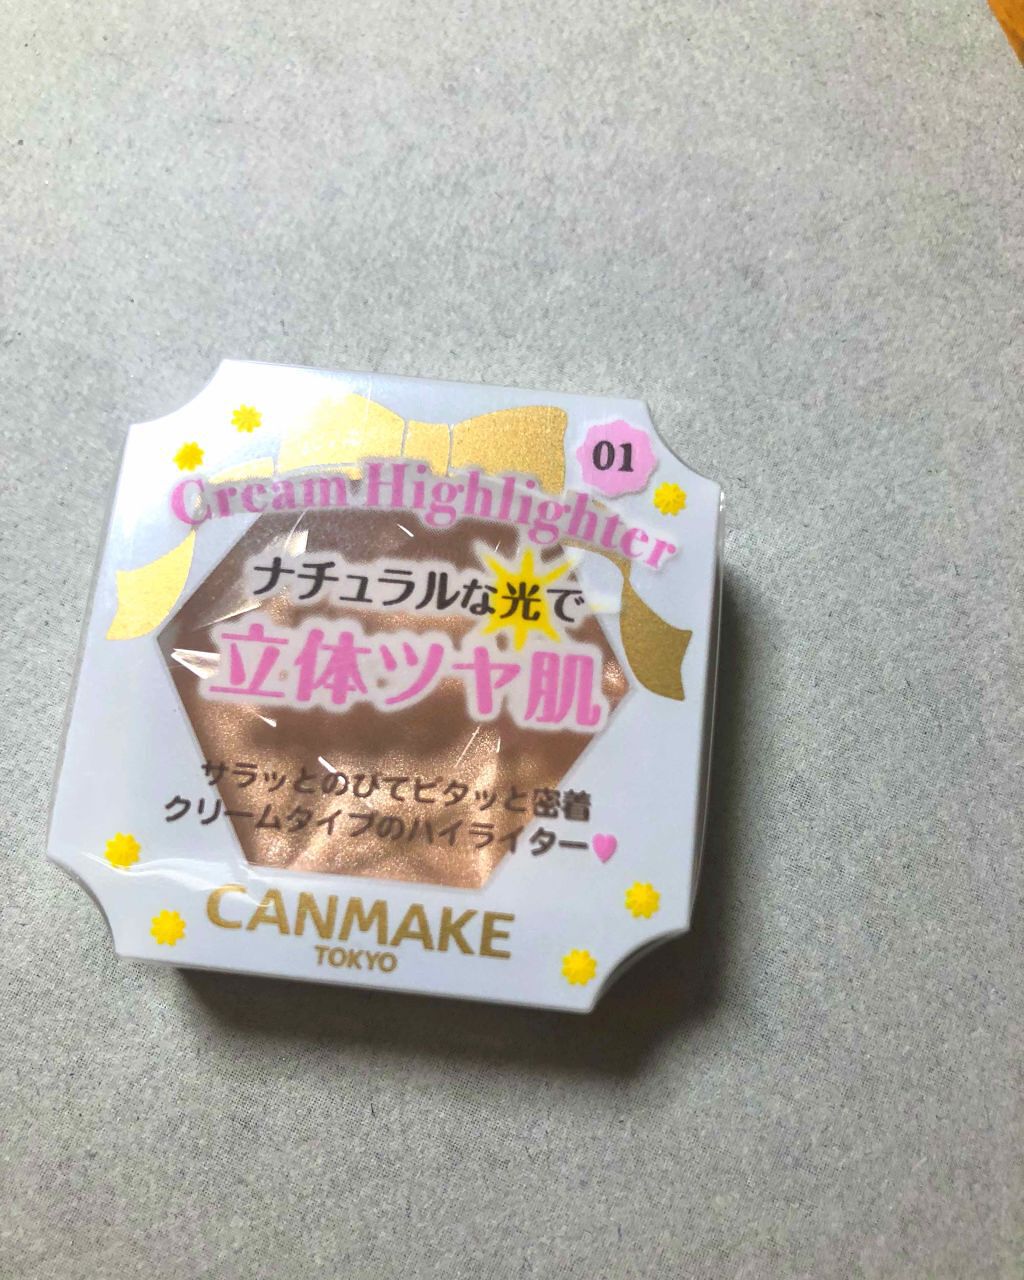 01
Cream Highlighter
ナチュラルな光で
立体ツヤ肌
サラッとのびてピタッと密着
クリームタイプのハイライター
CANMAKE
TOKYO